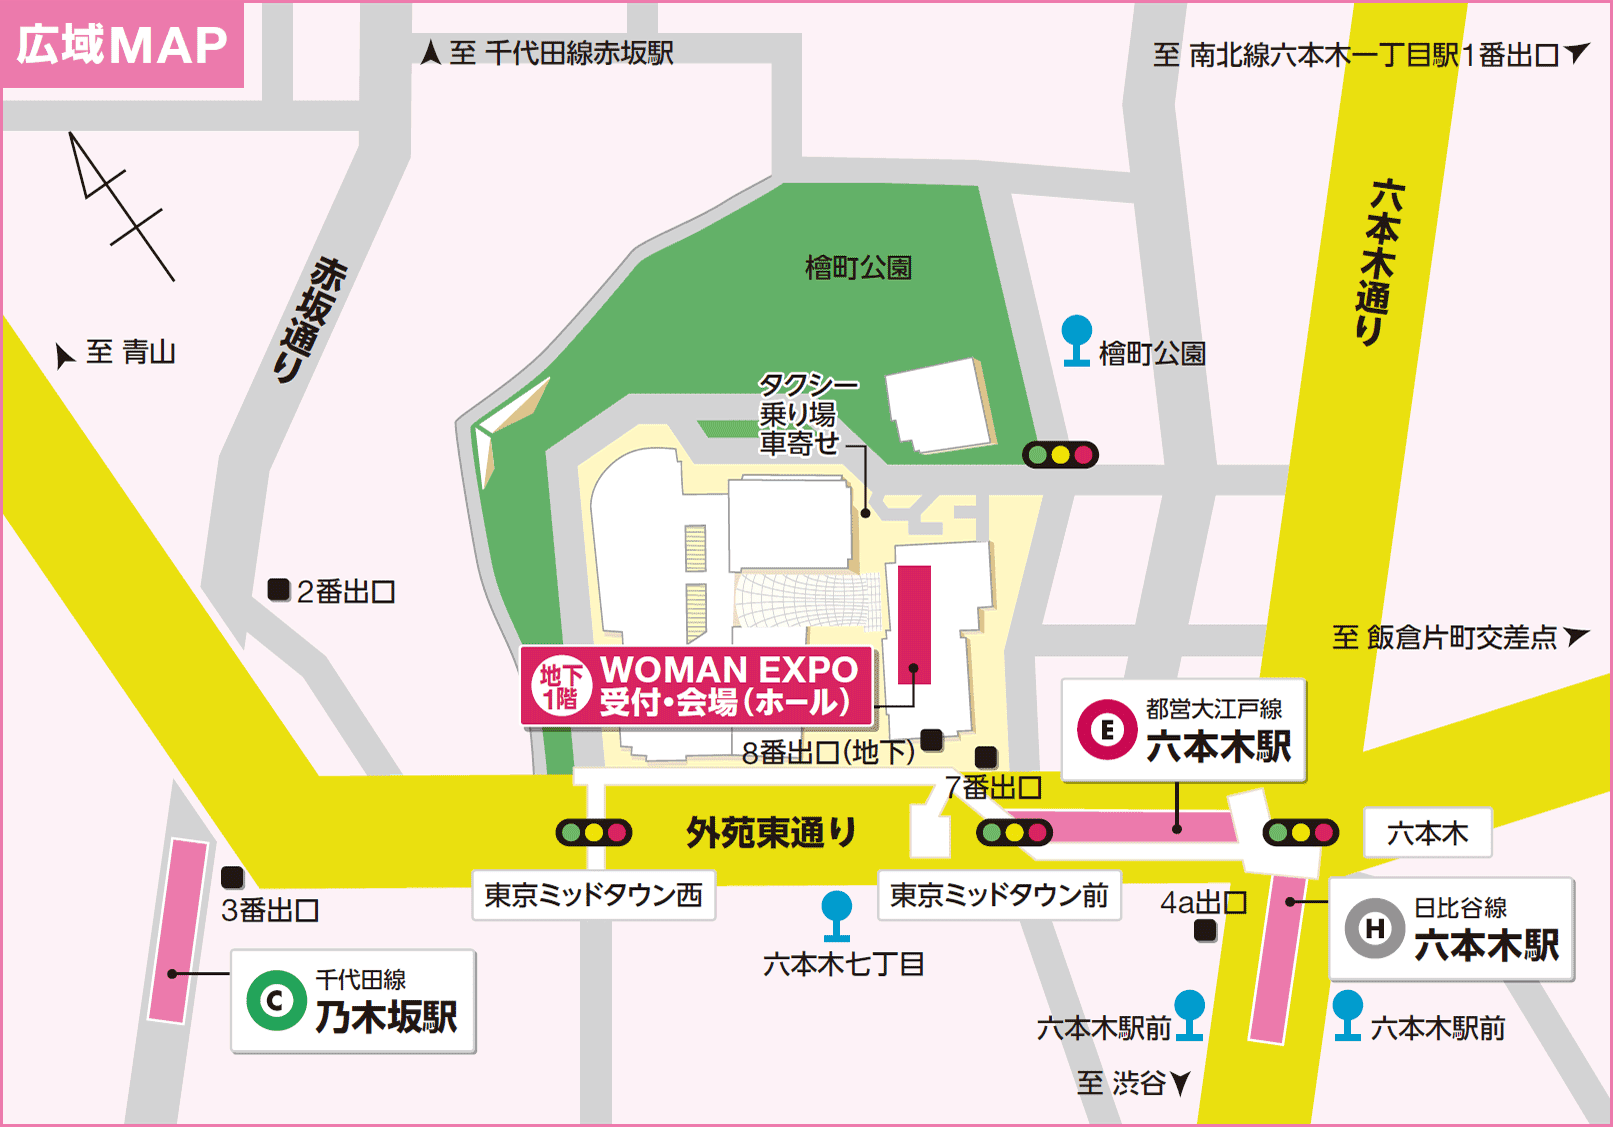 広域MAP
至 千代田線赤坂駅
至 南北線六本木一丁目駅1番出口
六本木通り
赤坂通り
檜町公園
檜町公園
至 青山
タクシー
乗り場
車寄せ
2番出口
至 飯倉片町交差点
地下
1階
WOMAN EXPO
受付・会場（ホール）
E
都営大江戸線
六本木駅
8番出口(地下)
7番出口
外苑東通り
六本木
東京ミッドタウン西
東京ミッドタウン前
3番出口
4a出口
H
日比谷線
六本木駅
六本木七丁目
C
千代田線
乃木坂駅
六本木駅前
六本木駅前
至 渋谷